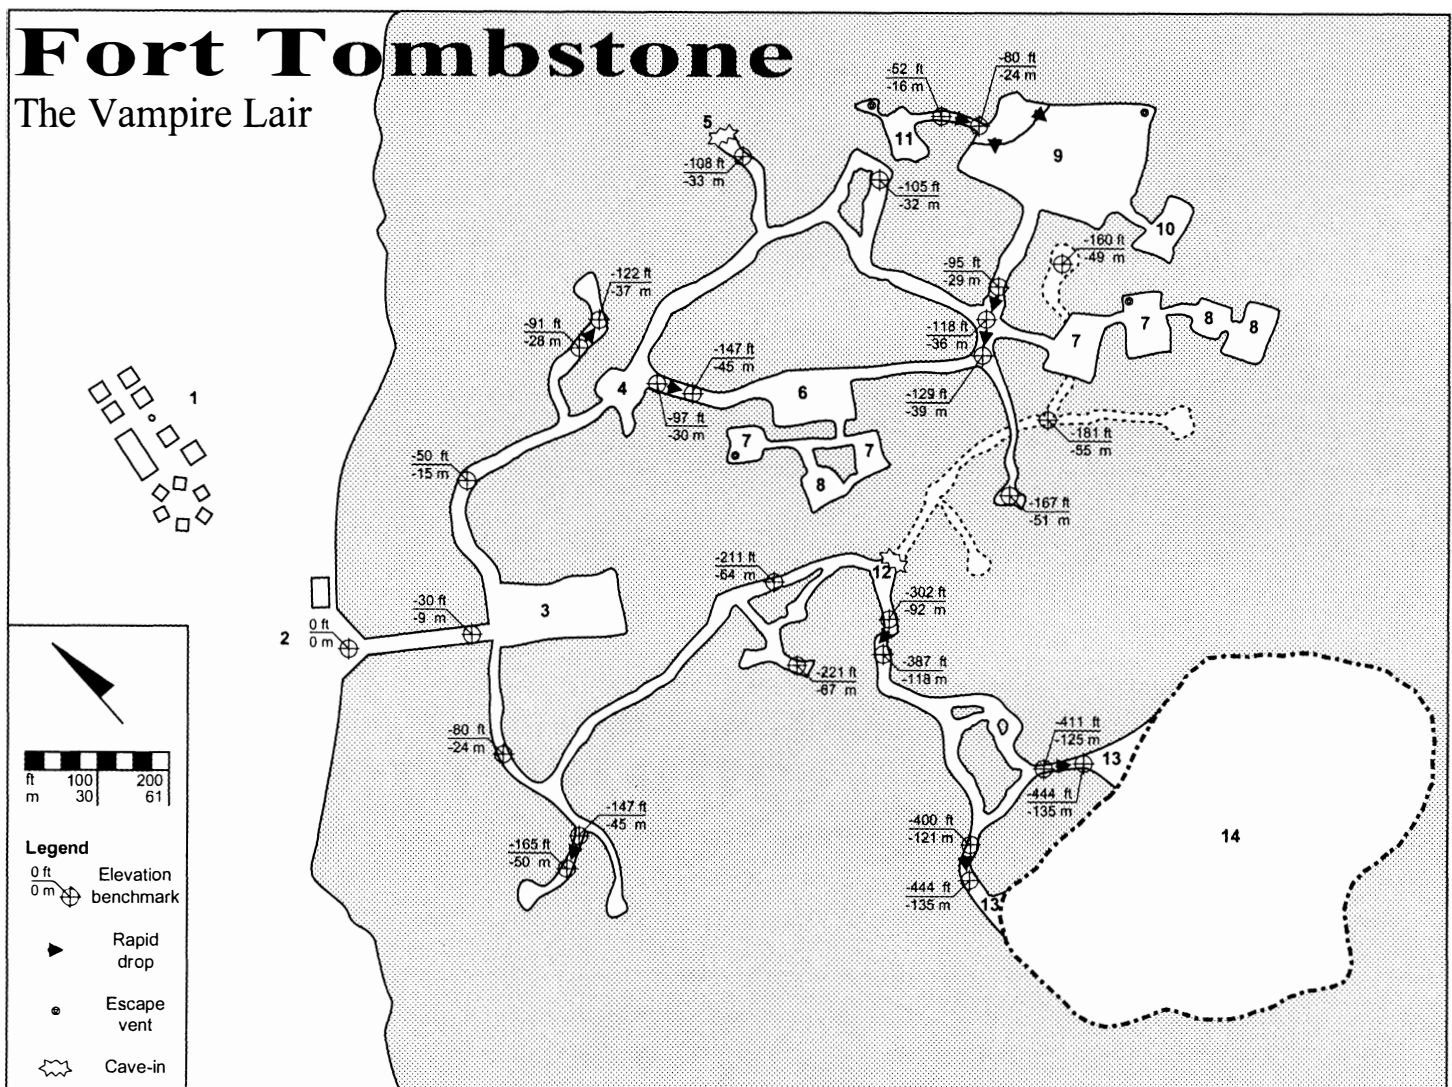 Fort Tombstone
The Vampire Lair
-52 ft
-16 m
-80 ft
-24 m
11
9
5
-108 ft
-33 m
-105 ft
-32 m
10
-160 ft
-49 m
-95 ft
-29 m
-122 ft
-37 m
-91 ft
-28 m
-118 ft
-36 m
7
7
8
8
1
4
-147 ft
-45 m
6
-129 ft
-39 m
-97 ft
-30 m
-181 ft
-55 m
7
7
8
-50 ft
-15 m
-167 ft
-51 m
-211 ft
-64 m
12
-302 ft
-92 m
-30 ft
-9 m
3
2
0 ft
0 m
-387 ft
-118 m
-221 ft
-67 m
-80 ft
-24 m
-411 ft
-125 m
13
-444 ft
-135 m
-147 ft
-45 m
-165 ft
-50 m
-400 ft
-121 m
14
-444 ft
-135 m
13
ft 100 200
m 30 61
Legend
0 ft
0 m
Elevation
benchmark
Rapid
drop
Escape
vent
Cave-in